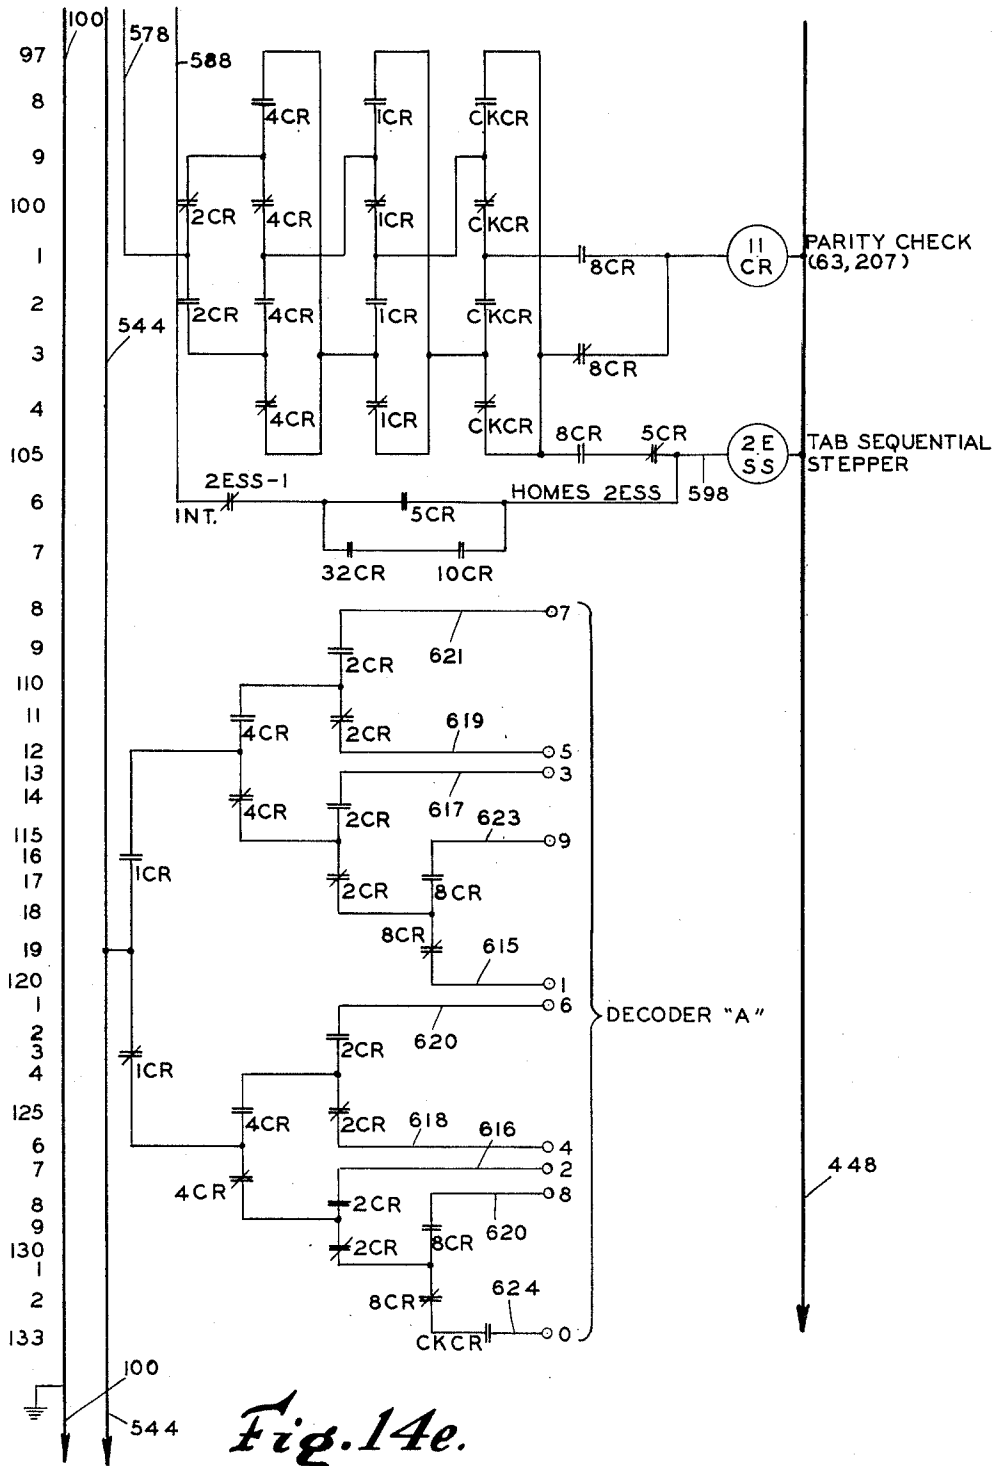 100
578
97
588
8
4CR 1CR CKCR
9
100
2CR 4CR 1CR CKCR
1
8CR
11 CR
PARITY CHECK
(63, 207)
2
2CR 4CR 1CR CKCR
544
3
8CR
4
4CR 1CR CKCR
8CR 5CR
105
2E SS
TAB SEQUENTIAL
STEPPER
598
2ESS-1
HOMES 2ESS
6
INT.
5CR
7
32CR 10CR
8
7
621
9
2CR
110
11
4CR 2CR
619
12
5
13
3
14
4CR 2CR
617
623
115
9
16
1CR
17
2CR 8CR
18
8CR
19
615
120
1
1
6
620
DECODER "A"
2
2CR
3
1CR
4
125
4CR 2CR
618
616
6
4
7
2
448
4CR
8
8
2CR
620
9
8CR
130
2CR
1
624
2
8CR
133
CKCR
0
100
544
Fig. 14e.